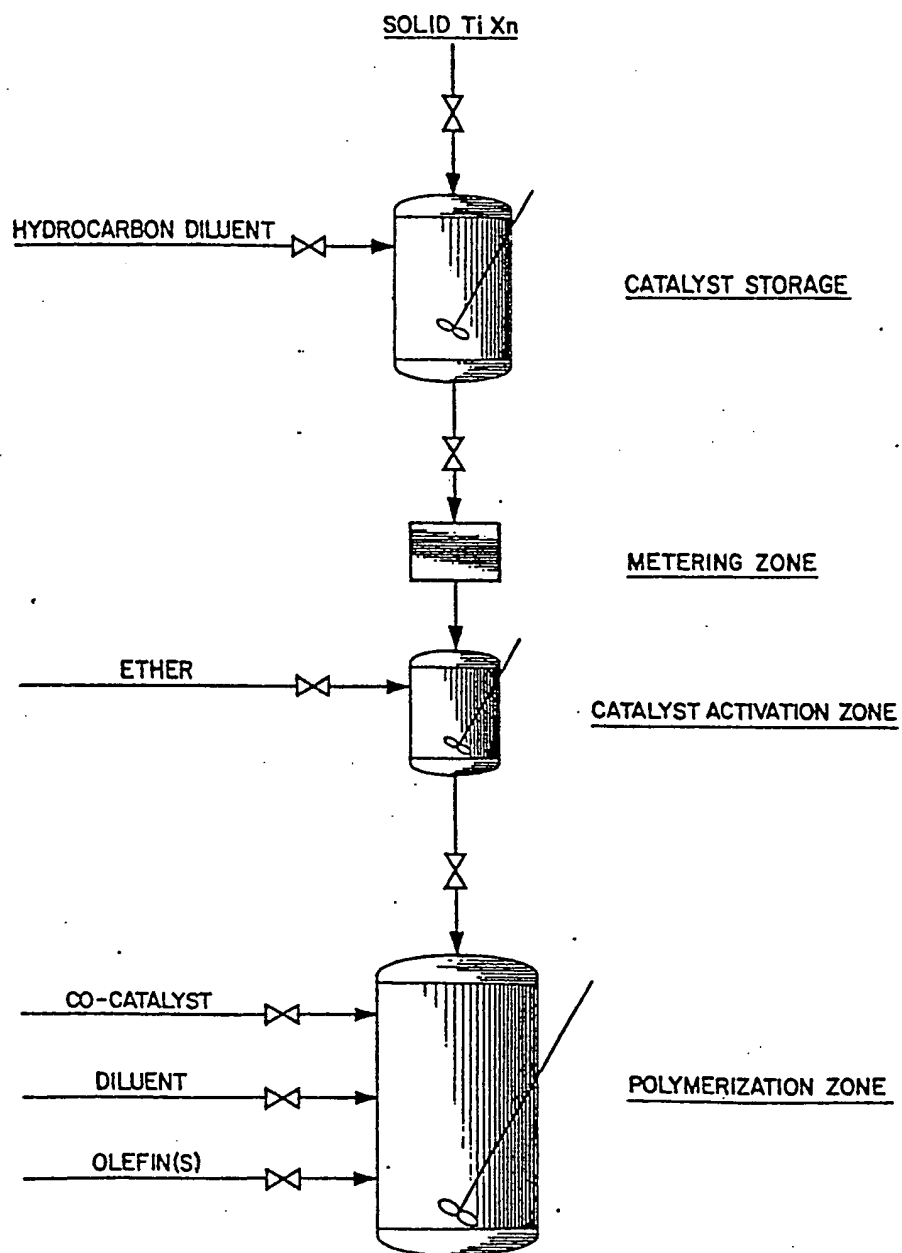 SOLID Ti Xn
HYDROCARBON DILUENT
CATALYST STORAGE
METERING ZONE
ETHER
CATALYST ACTIVATION ZONE
CO-CATALYST
DILUENT
POLYMERIZATION ZONE
OLEFIN(S)